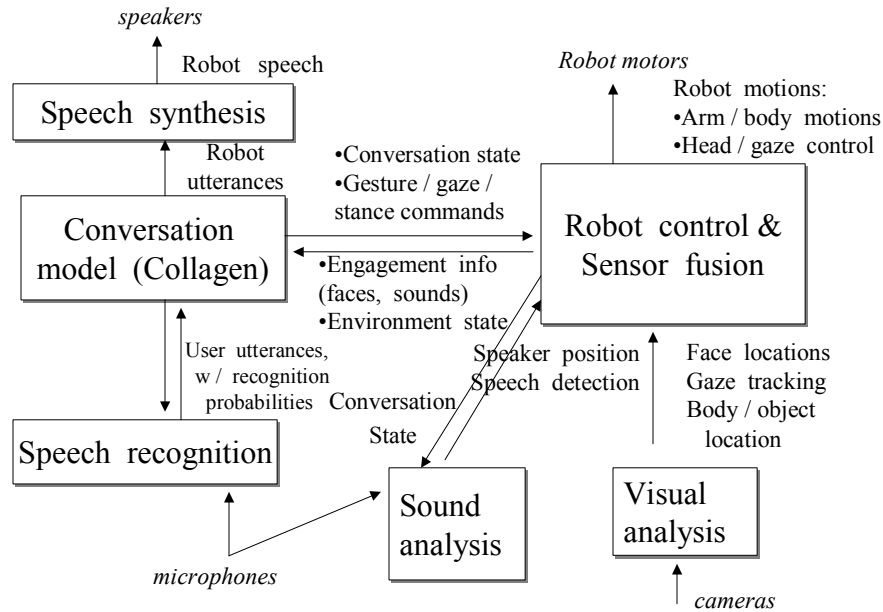 speakers
Robot speech
Speech synthesis
Robot
utterances
Conversation
model (Collagen)
•Conversation state
•Gesture / gaze /
stance commands
•Engagement info
(faces, sounds)
•Environment state
Robot motors
Robot motions:
•Arm / body motions
•Head / gaze control
Robot control &
Sensor fusion
User utterances,
w / recognition
probabilities
Speech recognition
Conversation
State
Speaker position
Speech detection
Face locations
Gaze tracking
Body / object
location
Sound
analysis
Visual
analysis
microphones
cameras